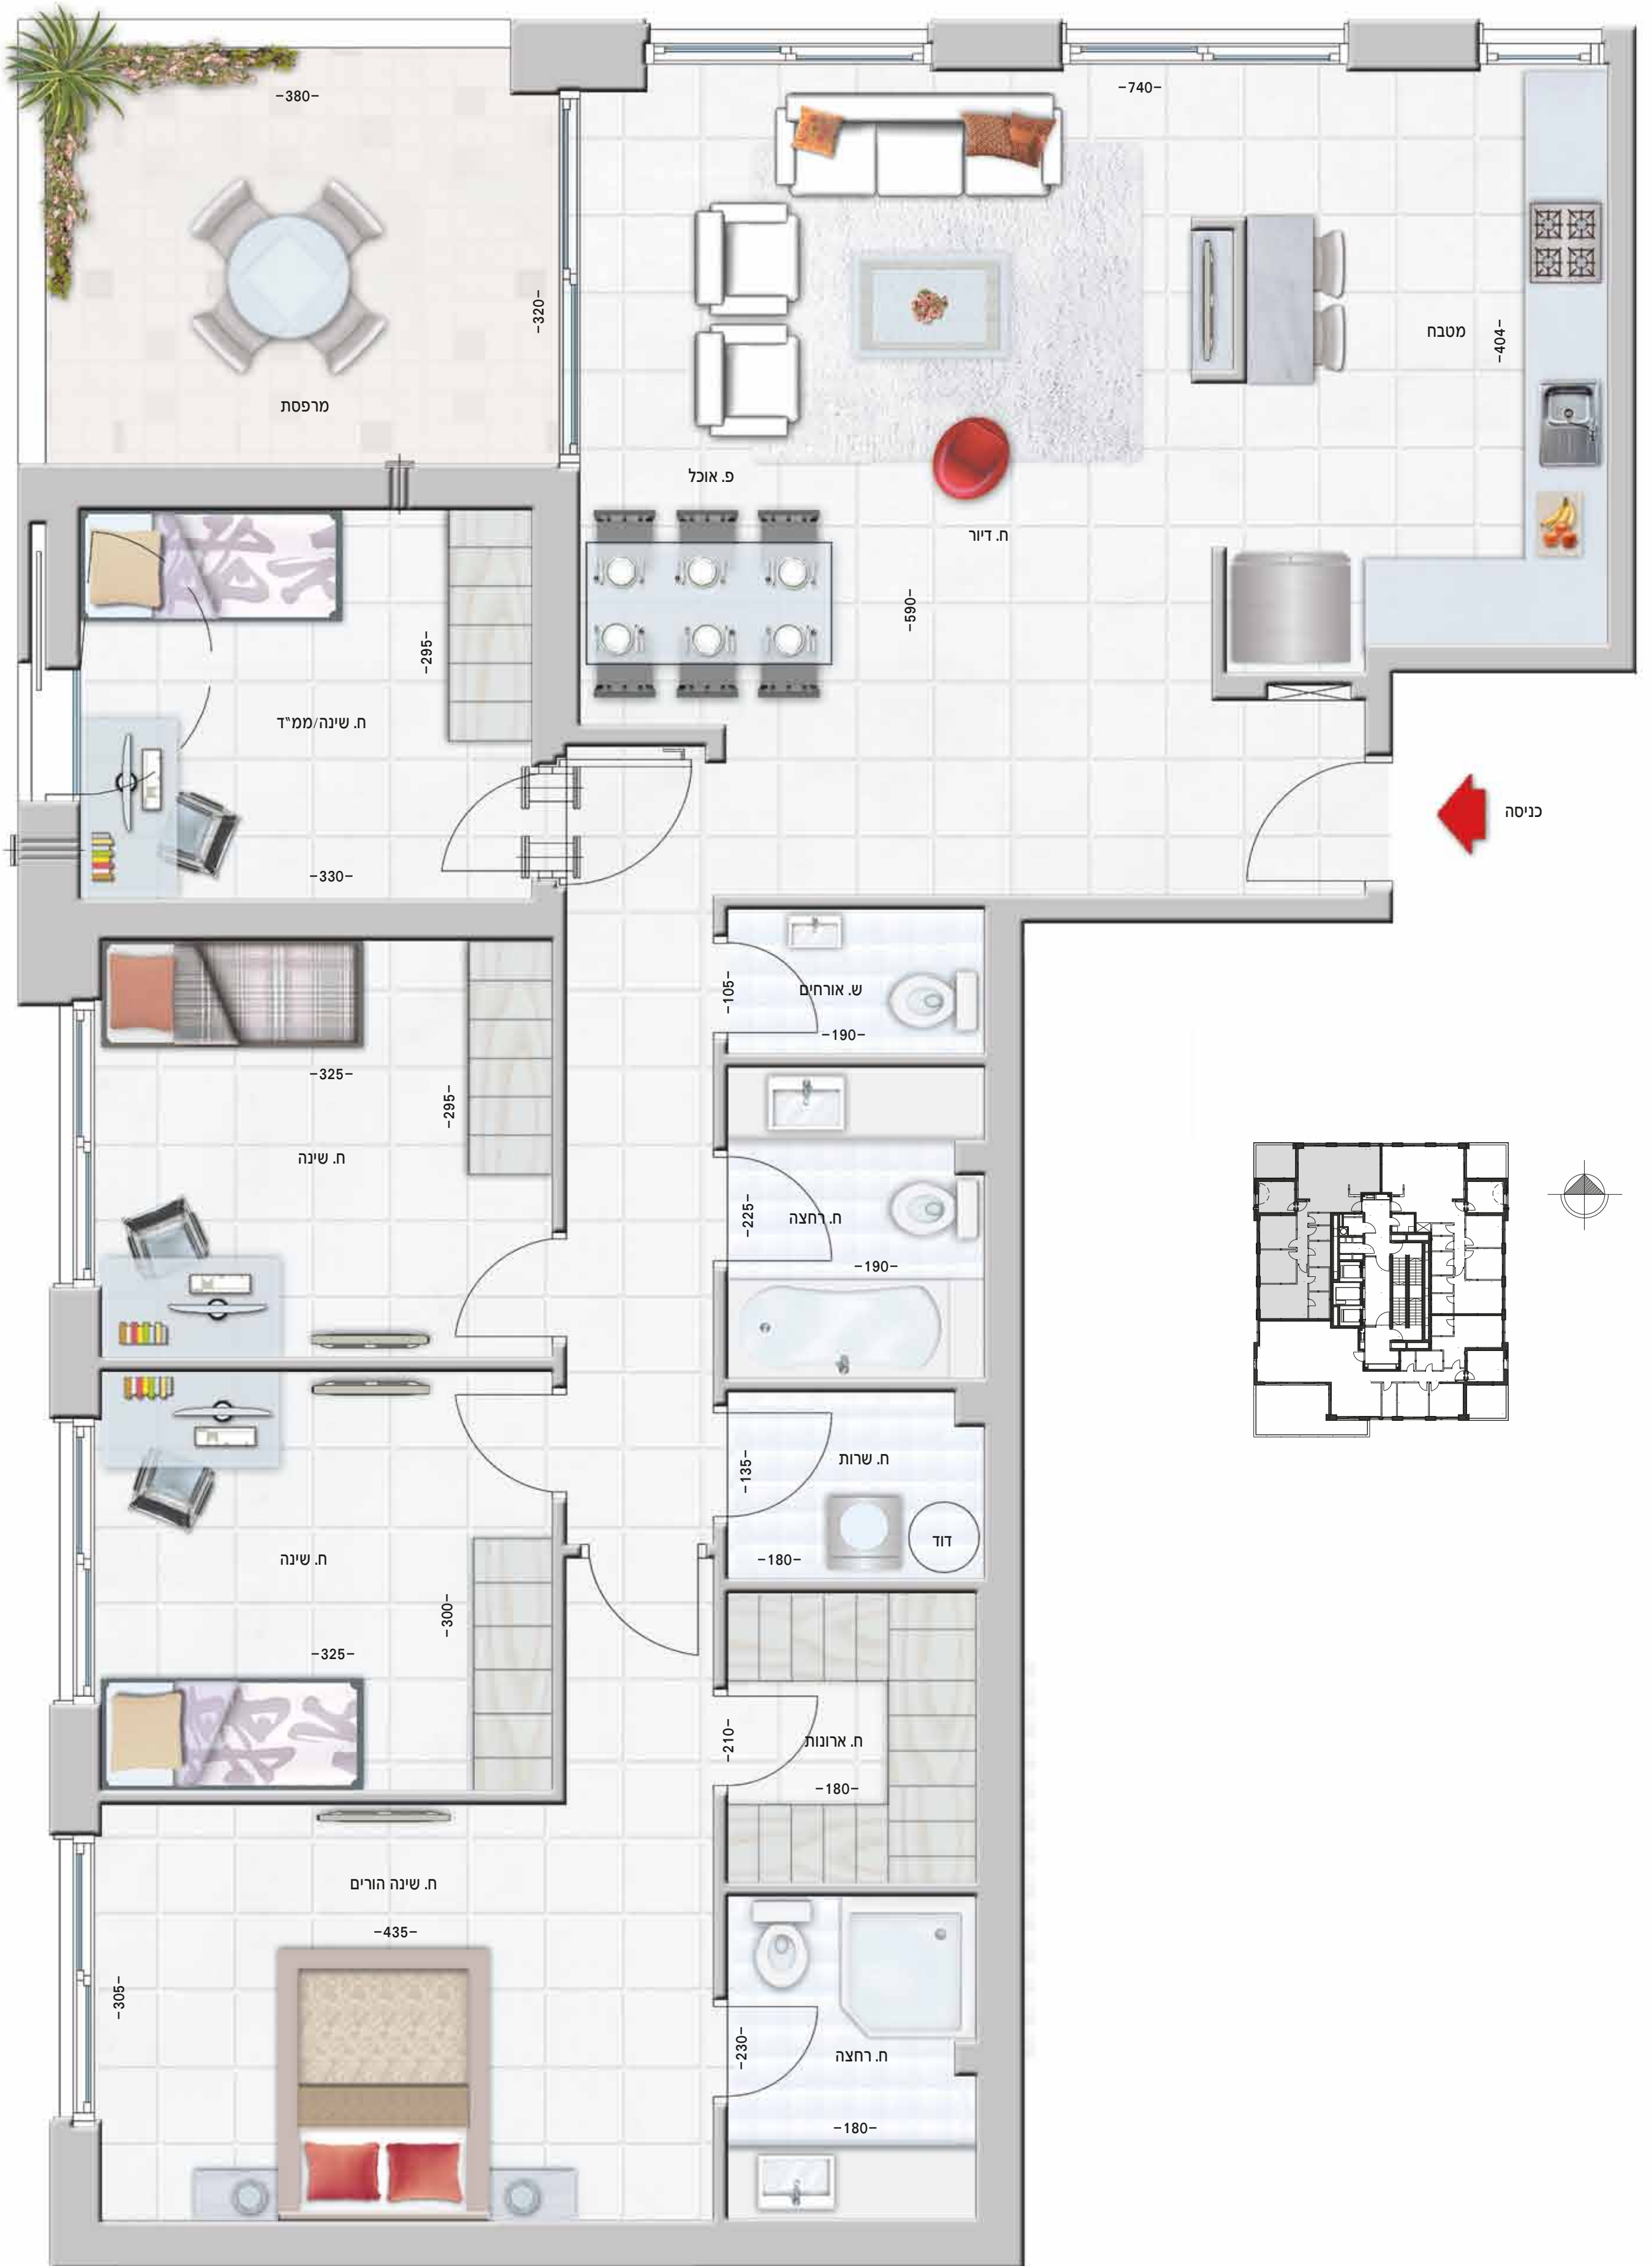 -380-
-740-
-320-
מטבח
-404-
מרפסת
פ. אוכל
ח. דיור
-590-
-295-
ח. שינה/ממ"ד
כניסה
-330-
ש. אורחים
-105-
-190-
-325-
-295-
ח. שינה
ח. רחצה
-225-
-190-
ח. שרות
-135-
דוד
-180-
ח. שינה
-300-
-325-
ח. ארונות
-210-
-180-
ח. שינה הורים
-435-
-305-
-230-
ח. רחצה
-180-